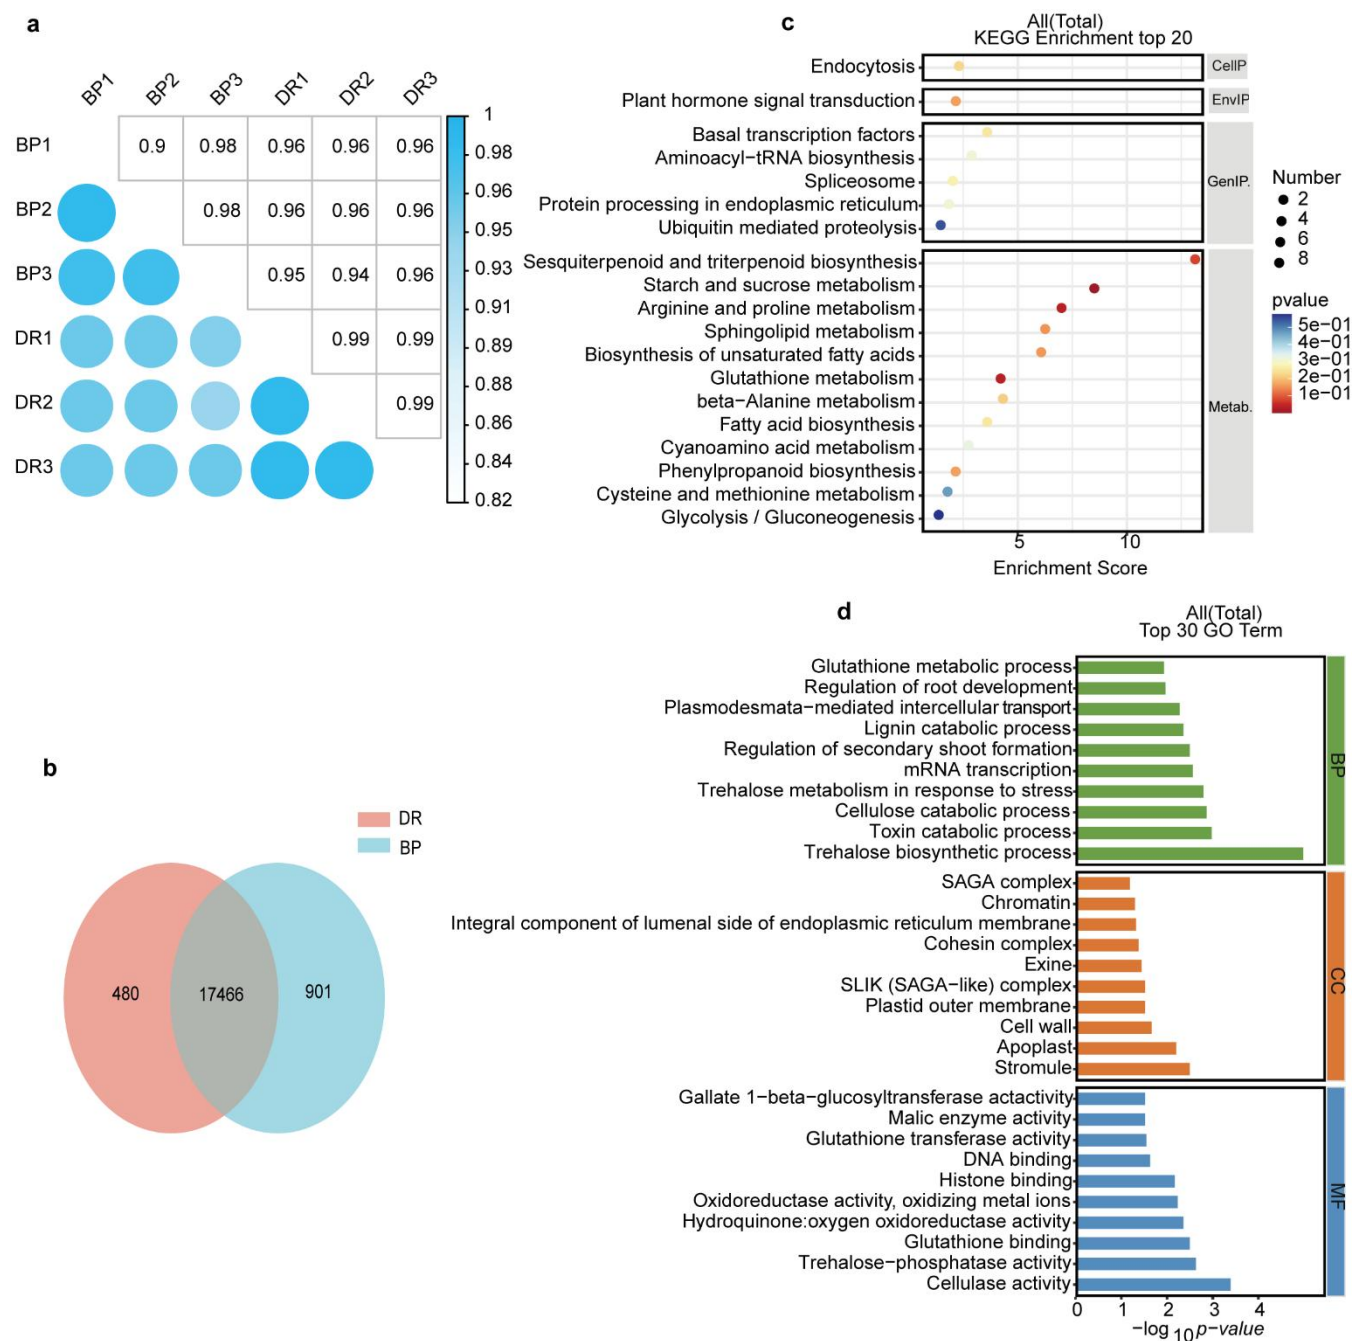 a
BP1 BP2 BP3 DR1 DR2 DR3
BP1 0.9 0.98 0.96 0.96 0.96
BP2 0.98 0.96 0.96 0.96
BP3 0.95 0.94 0.96
DR1 0.99 0.99
DR2 0.99
DR3
1
0.98
0.96
0.95
0.93
0.91
0.89
0.88
0.86
0.84
0.82
b
DR
BP
480 17466 901
c
All(Total)
KEGG Enrichment top 20
Endocytosis
CellP
Plant hormone signal transduction
EnvIP
Basal transcription factors
Aminoacyl−tRNA biosynthesis
Spliceosome
Protein processing in endoplasmic reticulum
Ubiquitin mediated proteolysis
GenIP.
Sesquiterpenoid and triterpenoid biosynthesis
Starch and sucrose metabolism
Arginine and proline metabolism
Sphingolipid metabolism
Biosynthesis of unsaturated fatty acids
Glutathione metabolism
beta−Alanine metabolism
Fatty acid biosynthesis
Cyanoamino acid metabolism
Phenylpropanoid biosynthesis
Cysteine and methionine metabolism
Glycolysis / Gluconeogenesis
Metab.
5 10
Enrichment Score
Number
2
4
6
8
pvalue
5e−01
4e−01
3e−01
2e−01
1e−01
d
All(Total)
Top 30 GO Term
Glutathione metabolic process
Regulation of root development
Plasmodesmata−mediated intercellular transport
Lignin catabolic process
Regulation of secondary shoot formation
mRNA transcription
Trehalose metabolism in response to stress
Cellulose catabolic process
Toxin catabolic process
Trehalose biosynthetic process
BP
SAGA complex
Chromatin
Integral component of lumenal side of endoplasmic reticulum membrane
Cohesin complex
Exine
SLIK (SAGA−like) complex
Plastid outer membrane
Cell wall
Apoplast
Stromule
CC
Gallate 1−beta−glucosyltransferase actactivity
Malic enzyme activity
Glutathione transferase activity
DNA binding
Histone binding
Oxidoreductase activity, oxidizing metal ions
Hydroquinone:oxygen oxidoreductase activity
Glutathione binding
Trehalose−phosphatase activity
Cellulase activity
MF
0 1 2 3 4
−log 10 p−value